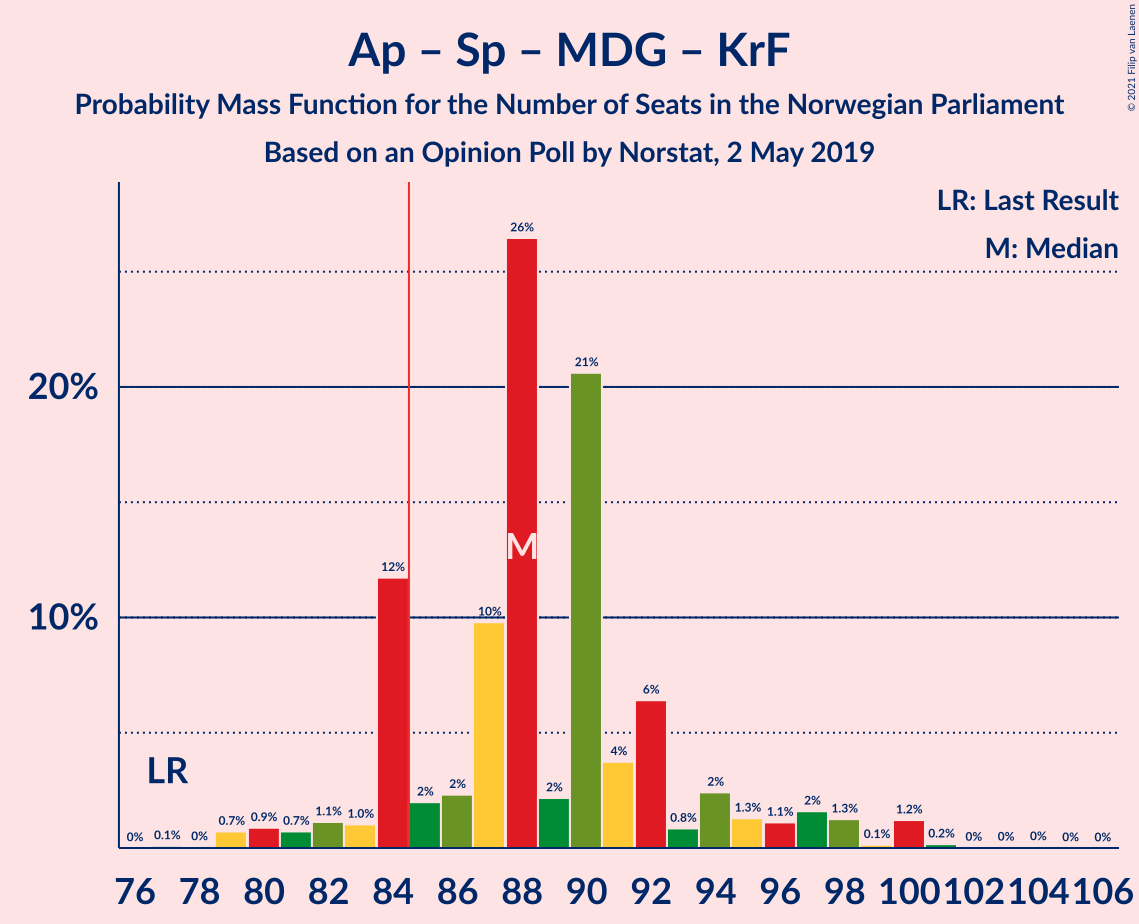 Ap – Sp – MDG – KrF
Probability Mass Function for the Number of Seats in the Norwegian Parliament
Based on an Opinion Poll by Norstat, 2 May 2019
© 2021 Filip van Laenen
LR: Last Result
M: Median
20%
10%
LR
M
0% 0.1% 0% 0.7% 0.9% 0.7% 1.1% 1.0% 12% 2% 2% 10% 26% 2% 21% 4% 6% 0.8% 2% 1.3% 1.1% 2% 1.3% 0.1% 1.2% 0.2% 0% 0% 0% 0% 0%
76 78 80 82 84 86 88 90 92 94 96 98 100 102 104 106